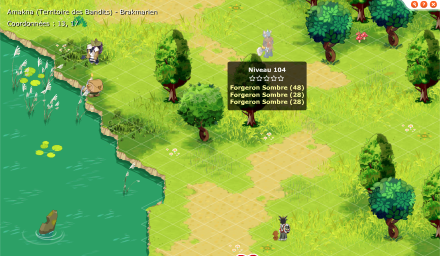 Amakna (Territoire des Bandits) - Brakmarien
Coordonnées : 13, 17
Niveau 104
Forgeron Sombre (48)
Forgeron Sombre (28)
Forgeron Sombre (28)